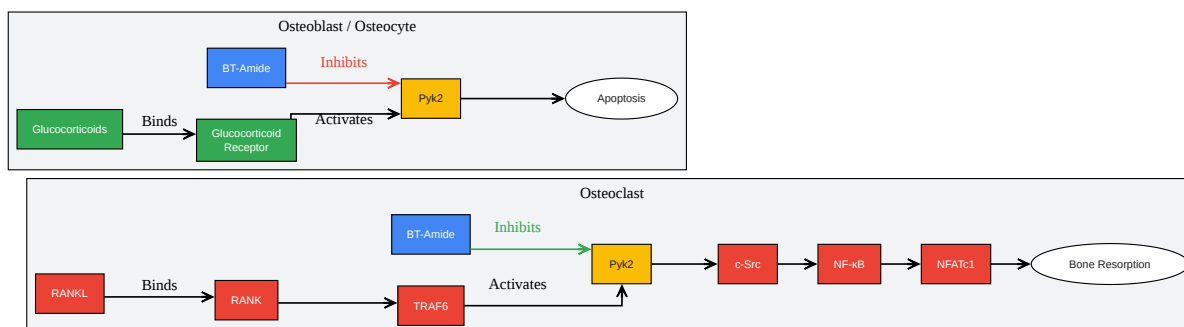 Osteoblast / Osteocyte
BT-Amide
Inhibits
Pyk2
Apoptosis
Glucocorticoids
Binds
Glucocorticoid
Receptor
Activates
Osteoclast
BT-Amide
Inhibits
Pyk2
c-Src
NF-κB
NFATc1
Bone Resorption
RANKL
Binds
RANK
TRAF6
Activates